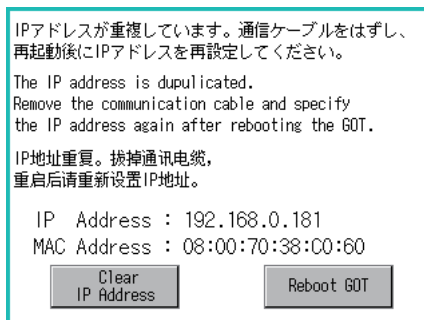 IPアドレスが重複しています。通信ケーブルをはずし、
再起動後にIPアドレスを再設定してください。
The IP address is dupulicated.
Remove the communication cable and specify
the IP address again after rebooting the GOT.
IP地址重复。拔掉通讯电缆,
重启后请重新设置IP地址。
IP Address : 192.168.0.181
MAC Address : 08:00:70:38:C0:60
Clear
IP Address
Reboot GOT